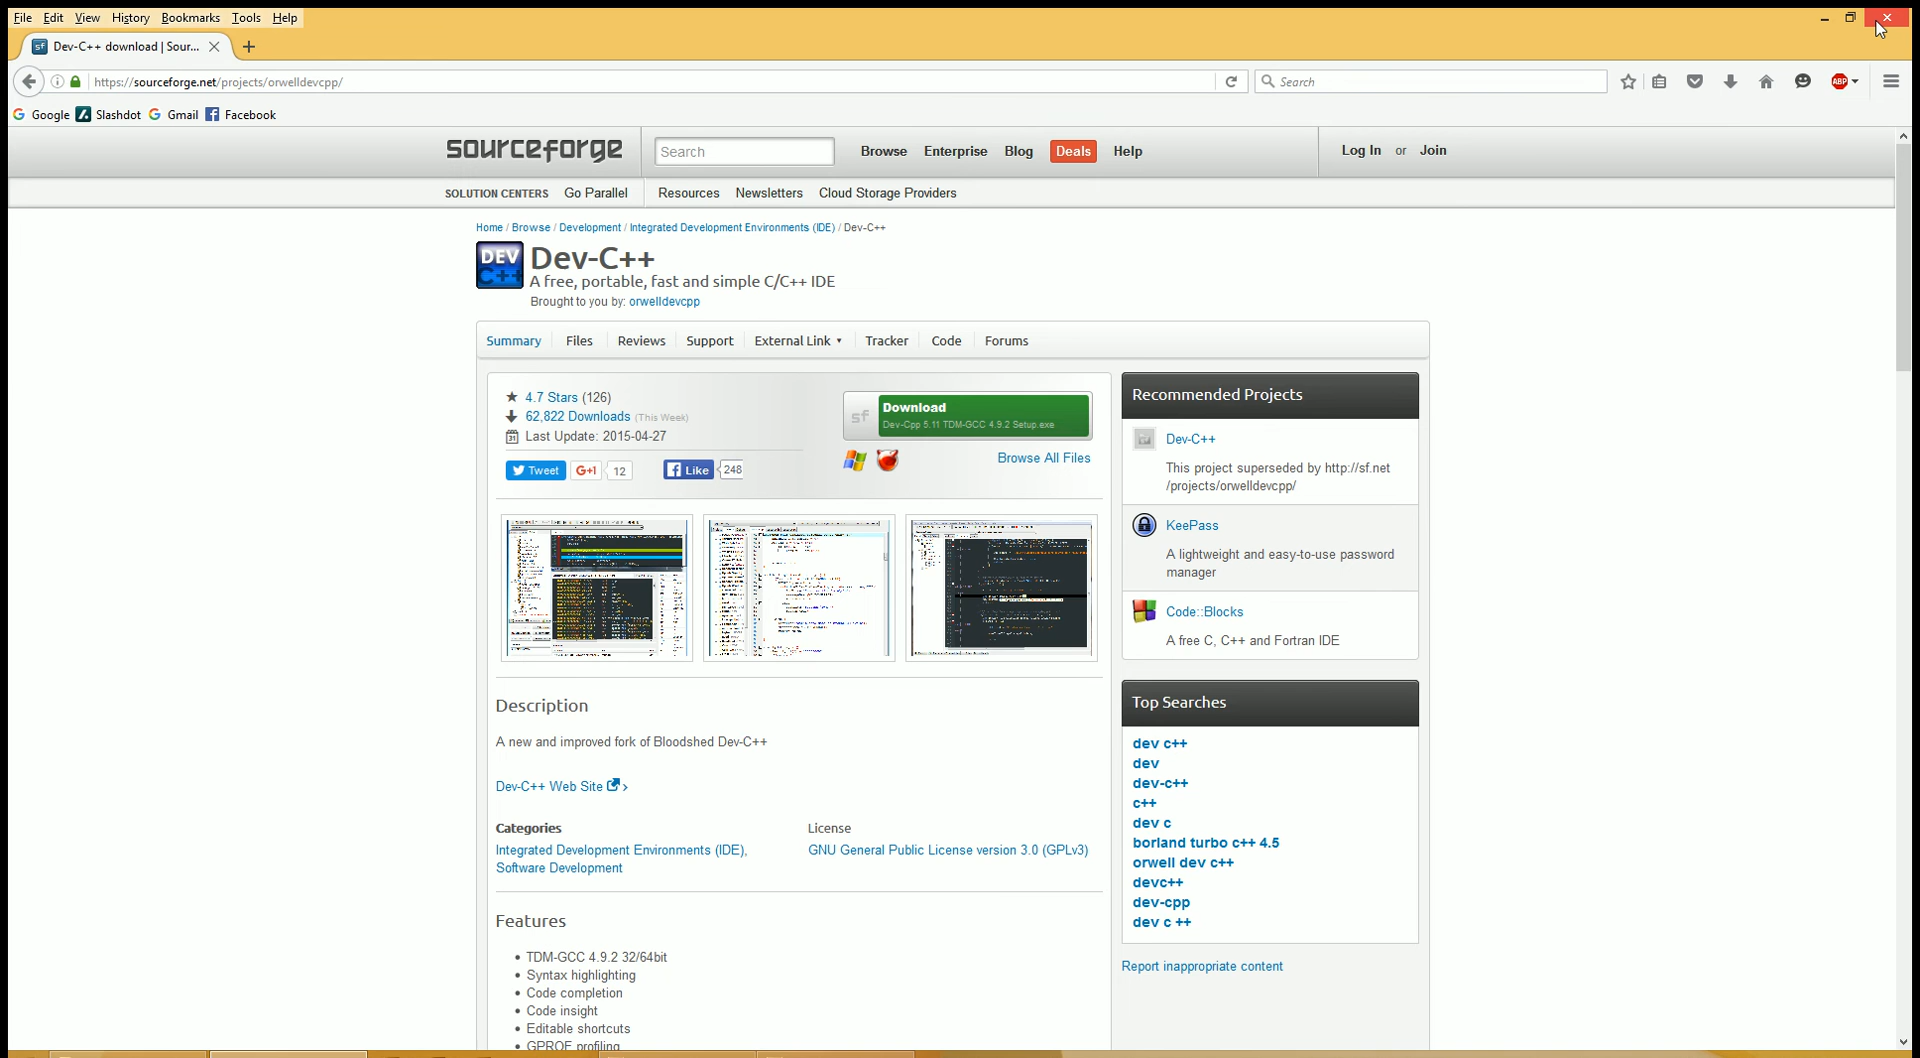 File Edit View History Bookmarks Tools Help
Dev-C++ download | Sour...
https://sourceforge.net/projects/orwelldevcpp/
Search
ABP
Google Slashdot Gmail Facebook
sourceforge
Search
Browse Enterprise Blog Deals Help
Log In or Join
SOLUTION CENTERS Go Parallel Resources Newsletters Cloud Storage Providers
Home / Browse / Development / Integrated Development Environments (IDE) / Dev-C++
DEV C++
Dev-C++
A free, portable, fast and simple C/C++ IDE
Brought to you by: orwelldevcpp
Summary Files Reviews Support External Link Tracker Code Forums
4.7 Stars (126)
62,822 Downloads (This Week)
Last Update: 2015-04-27
Tweet G+1 12 Like 248
sf
Download
Dev-Cpp 5.11 TDM-GCC 4.9.2 Setup.exe
Browse All Files
Description
A new and improved fork of Bloodshed Dev-C++
Dev-C++ Web Site
Categories
Integrated Development Environments (IDE),
Software Development
License
GNU General Public License version 3.0 (GPLv3)
Features
• TDM-GCC 4.9.2 32/64bit
• Syntax highlighting
• Code completion
• Code insight
• Editable shortcuts
• GPROF profiling
Recommended Projects
Dev-C++
This project superseded by http://sf.net
/projects/orwelldevcpp/
KeePass
A lightweight and easy-to-use password
manager
Code::Blocks
A free C, C++ and Fortran IDE
Top Searches
dev c++
dev
dev-c++
c++
dev c
borland turbo c++ 4.5
orwell dev c++
devc++
dev-cpp
dev c ++
Report inappropriate content